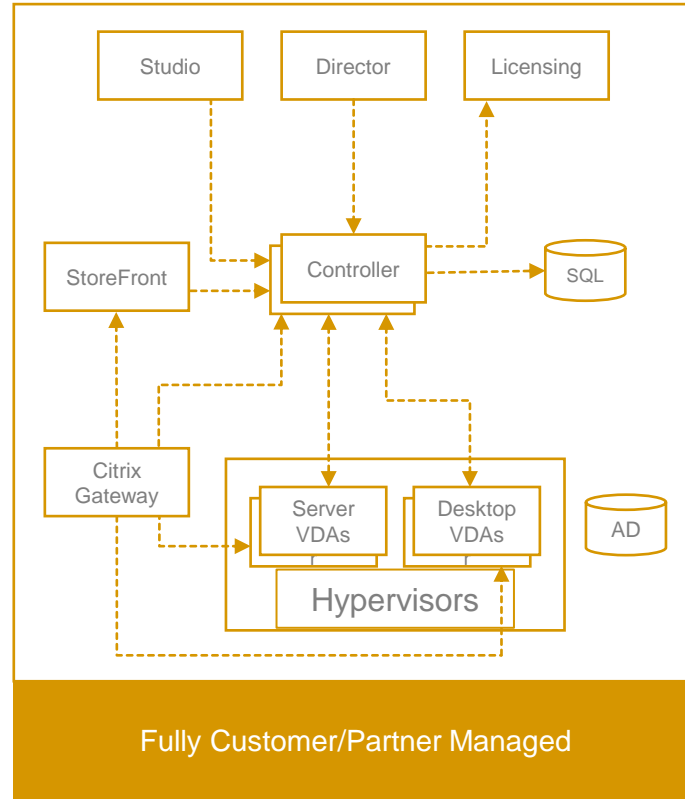 Studio
Director
Licensing
StoreFront
Controller
SQL
Citrix
Gateway
Server
VDAs
Desktop
VDAs
AD
Hypervisors
Fully Customer/Partner Managed